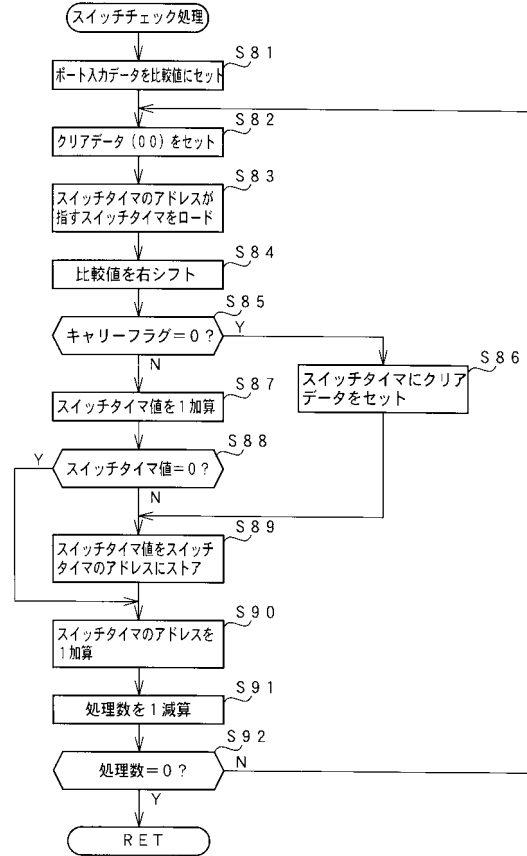 スイッチチェック処理
S81
ポート入力データを比較値にセット
S82
クリアデータ(00)をセット
S83
スイッチタイマのアドレスが
指すスイッチタイマをロード
S84
比較値を右シフト
S85
キャリーフラグ=0?
Y
N
S86
スイッチタイマにクリア
データをセット
S87
スイッチタイマ値を1加算
S88
Y
スイッチタイマ値=0?
N
S89
スイッチタイマ値をスイッチ
タイマのアドレスにストア
S90
スイッチタイマのアドレスを
1加算
S91
処理数を1減算
S92
処理数=0?
N
Y
RET